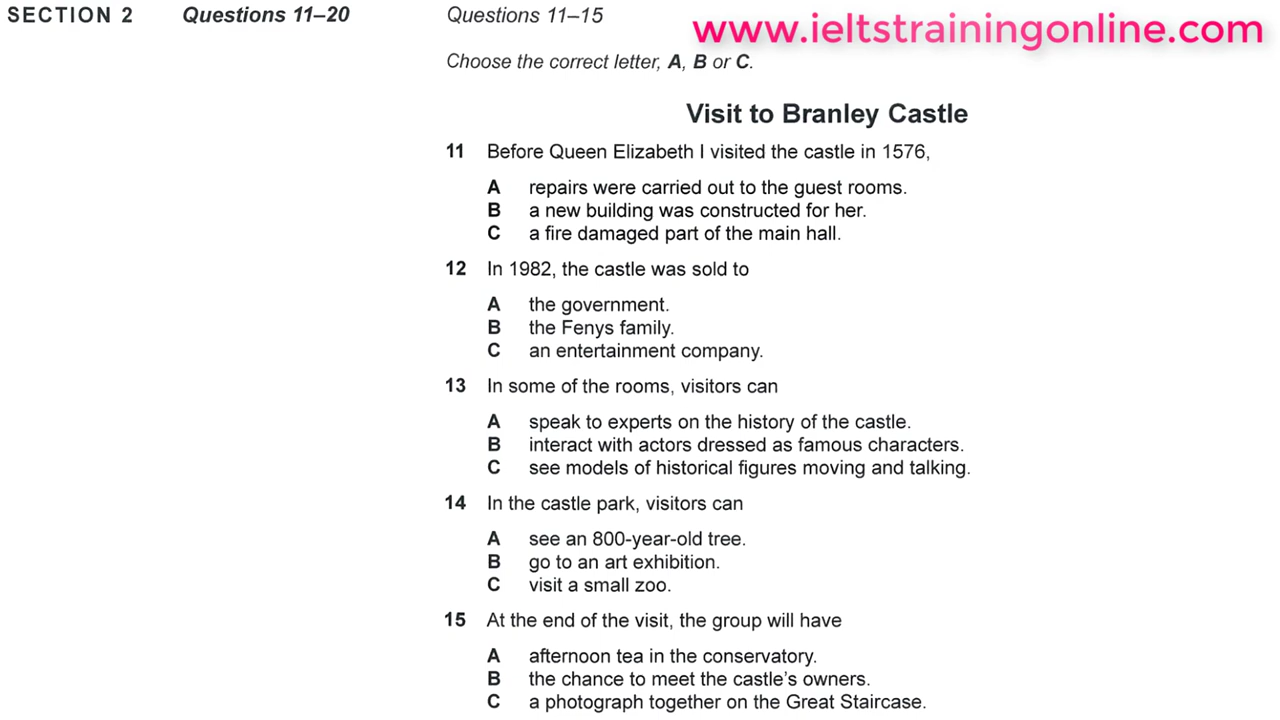 SECTION 2 Questions 11–20 Questions 11–15
www.ieltstrainingonline.com
Choose the correct letter, A, B or C.
Visit to Branley Castle
11 Before Queen Elizabeth I visited the castle in 1576,
A repairs were carried out to the guest rooms.
B a new building was constructed for her.
C a fire damaged part of the main hall.
12 In 1982, the castle was sold to
A the government.
B the Fenys family.
C an entertainment company.
13 In some of the rooms, visitors can
A speak to experts on the history of the castle.
B interact with actors dressed as famous characters.
C see models of historical figures moving and talking.
14 In the castle park, visitors can
A see an 800-year-old tree.
B go to an art exhibition.
C visit a small zoo.
15 At the end of the visit, the group will have
A afternoon tea in the conservatory.
B the chance to meet the castle's owners.
C a photograph together on the Great Staircase.